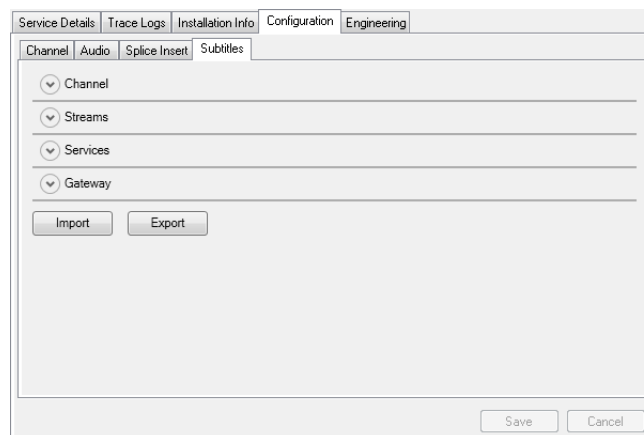 Service Details Trace Logs Installation Info Configuration Engineering
Channel Audio Splice Insert Subtitles
Channel
Streams
Services
Gateway
Import Export
Save Cancel